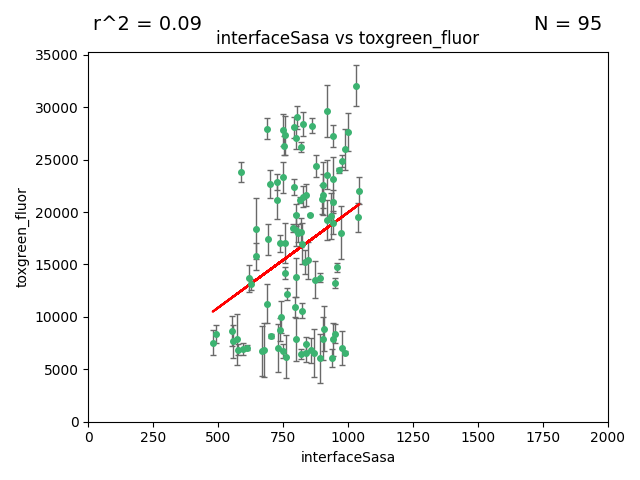 r^2 = 0.09
N = 95
interfaceSasa vs toxgreen_fluor
35000
30000
25000
20000
15000
10000
5000
0
toxgreen_fluor
0 250 500 750 1000 1250 1500 1750 2000
interfaceSasa